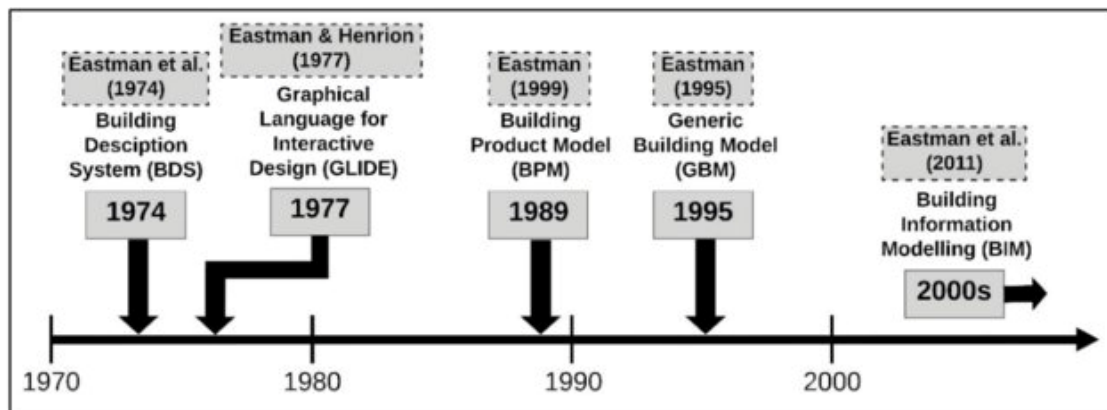 Eastman et al.
(1974)
Building
Desciption
System (BDS)
1974
Eastman & Henrion
(1977)
Graphical
Language for
Interactive
Design (GLIDE)
1977
Eastman
(1999)
Building
Product Model
(BPM)
1989
Eastman
(1995)
Generic
Building Model
(GBM)
1995
Eastman et al.
(2011)
Building
Information
Modelling (BIM)
2000s
1970
1980
1990
2000